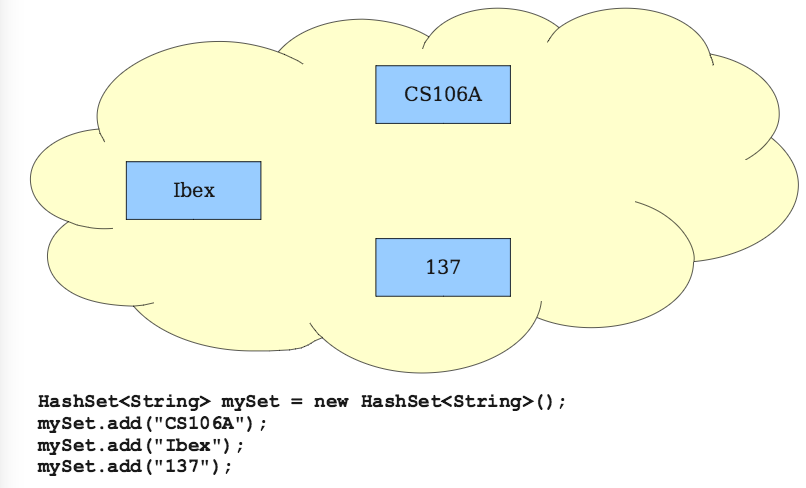 CS106A
Ibex
137
HashSet<String> mySet = new HashSet<String>();
mySet.add("CS106A");
mySet.add("Ibex");
mySet.add("137");